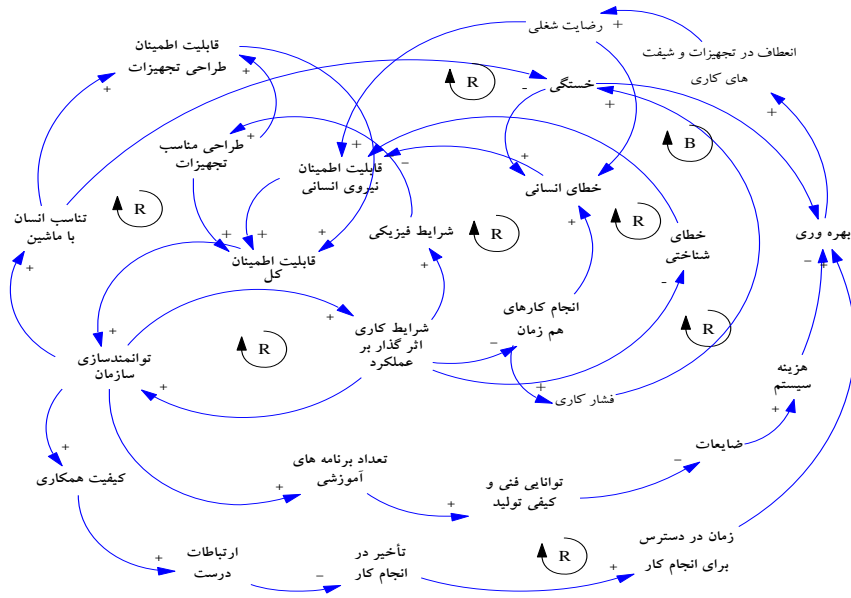 رضایت شغلی
انعطاف در تجهیزات و شیفت
های کاری
قابلیت اطمینان
طراحی تجهیزات
خستگی
R
B
طراحی مناسب
تجهیزات
قابلیت اطمینان
نیروی انسانی
خطای انسانی
تناسب انسان
با ماشین
R
شرایط فیزیکی
R
R
خطای
شناختی
بهره وری
قابلیت اطمینان
کل
انجام کارهای
هم زمان
شرایط کاری
اثر گذار بر
عملکرد
R
R
توانمندسازی
سازمان
فشار کاری
هزینه
سیستم
ضایعات
تعداد برنامه های
آموزشی
کیفیت همکاری
توانایی فنی و
کیفی تولید
زمان در دسترس
برای انجام کار
R
تأخیر در
انجام کار
ارتباطات
درست